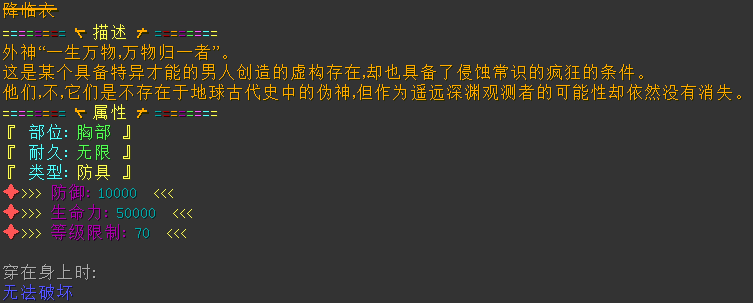 降临衣
======== ㄘ 描述 ㄘ ========
外神“一生万物,万物归一者”。
这是某个具备特异才能的男人创造的虚构存在,却也具备了侵蚀常识的疯狂的条件。
他们,不,它们是不存在于地球古代史中的伪神,但作为遥远深渊观测者的可能性却依然没有消失。
======== 属性 ========
『 部位: 胸部 』
『 耐久: 无限 』
『 类型: 防具 』
>>> 防御: 10000 <<<
>>> 生命力: 50000 <<<
>>> 等级限制: 70 <<<
穿在身上时:
无法破坏